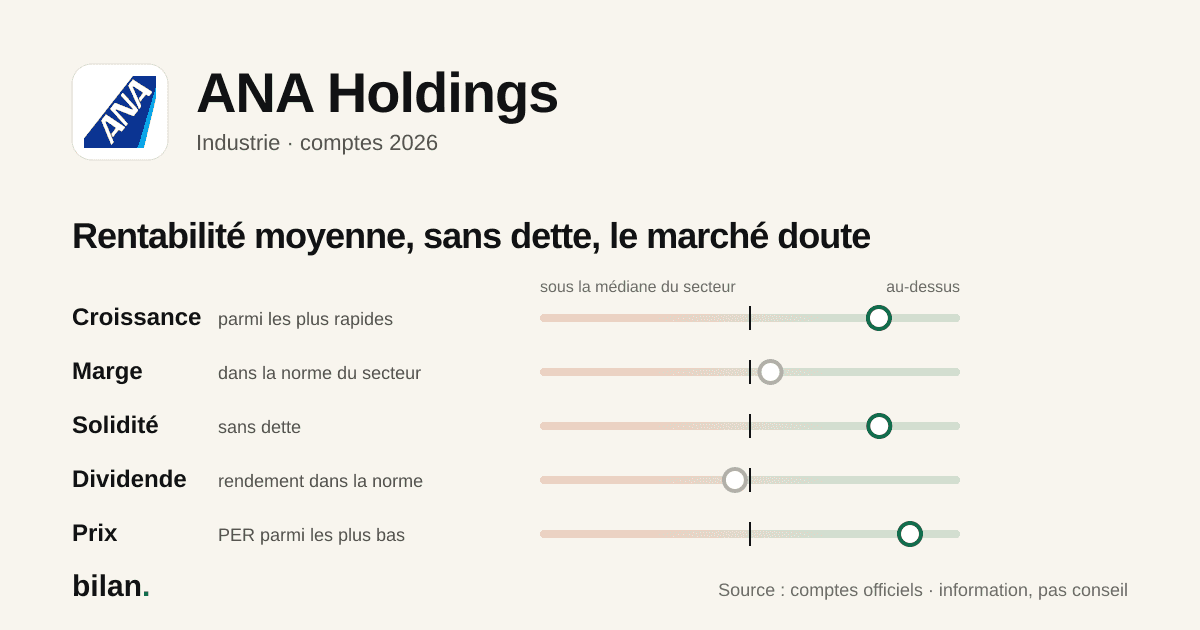 ANA
ANA Holdings
Industrie · comptes 2026
Rentabilité moyenne, sans dette, le marché doute
sous la médiane du secteur au-dessus
Croissance parmi les plus rapides
Marge dans la norme du secteur
Solidité sans dette
Dividende rendement dans la norme
Prix PER parmi les plus bas
bilan.
Source : comptes officiels · information, pas conseil